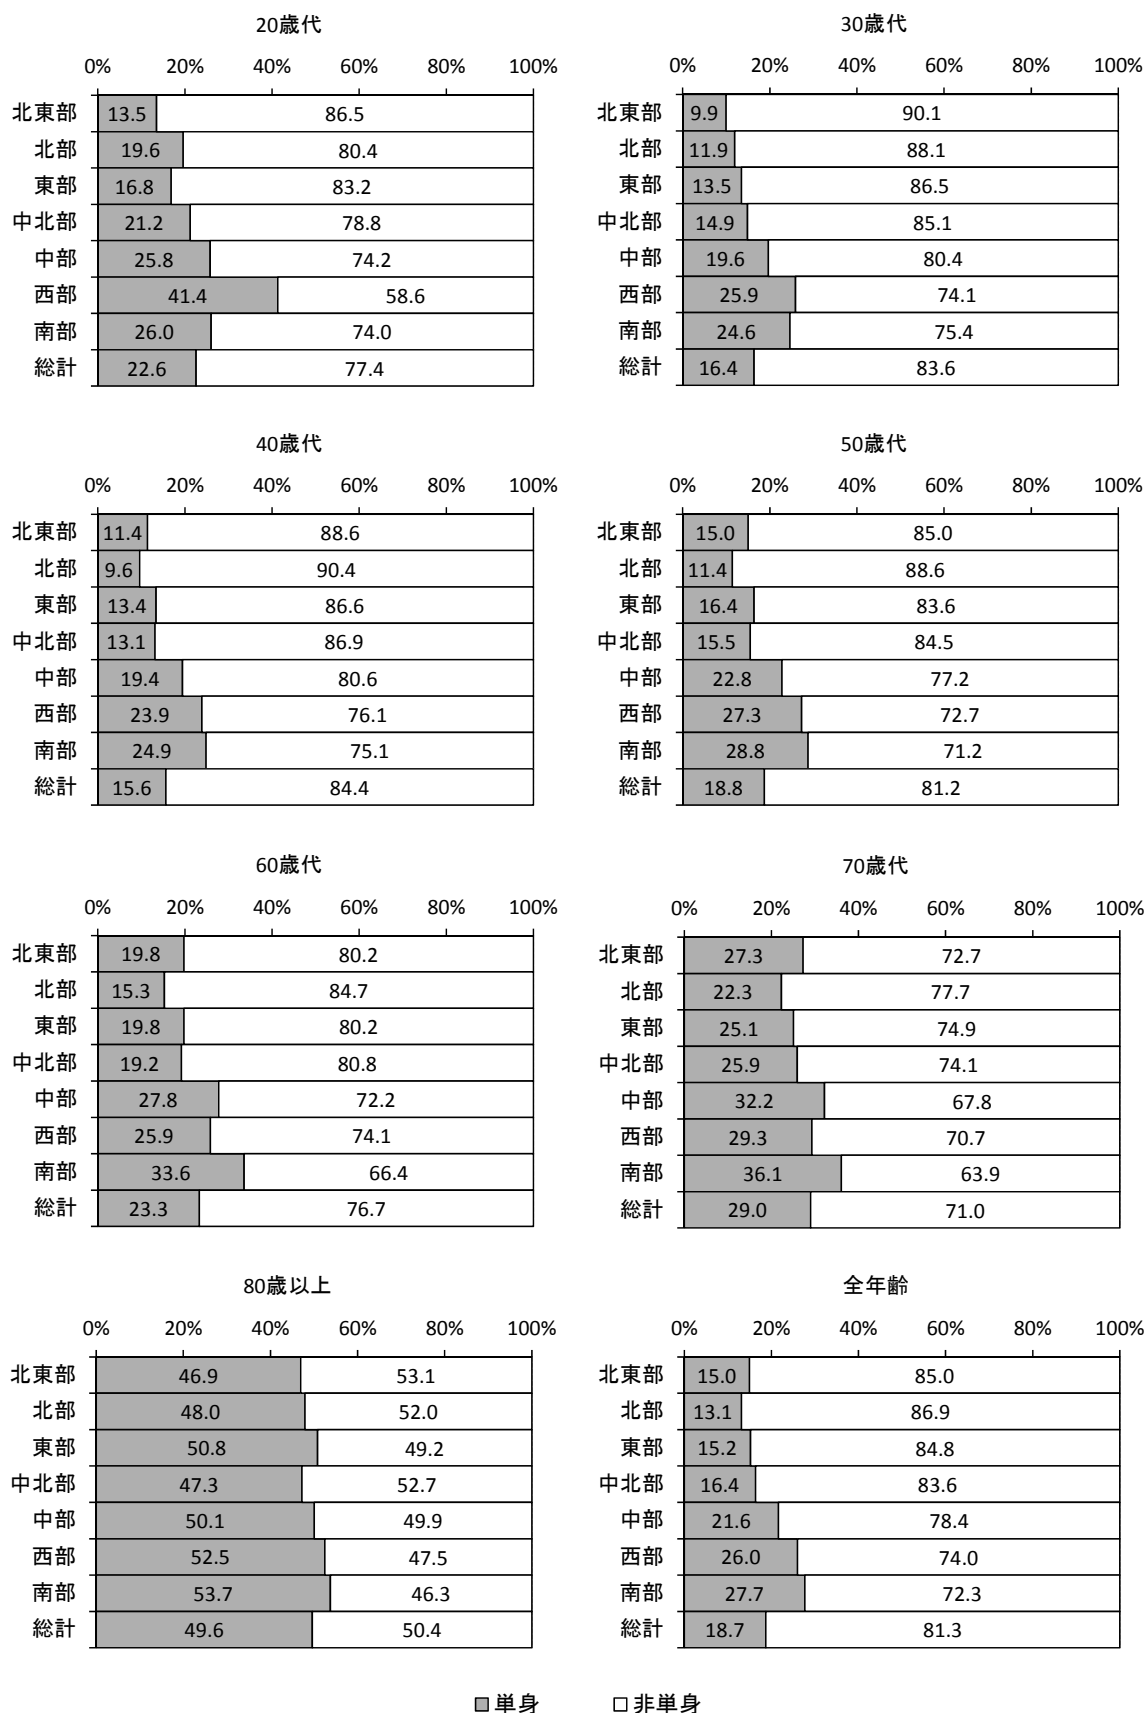 20歳代
0% 20% 40% 60% 80% 100%
北東部 13.5 86.5
北部 19.6 80.4
東部 16.8 83.2
中北部 21.2 78.8
中部 25.8 74.2
西部 41.4 58.6
南部 26.0 74.0
総計 22.6 77.4
30歳代
0% 20% 40% 60% 80% 100%
北東部 9.9 90.1
北部 11.9 88.1
東部 13.5 86.5
中北部 14.9 85.1
中部 19.6 80.4
西部 25.9 74.1
南部 24.6 75.4
総計 16.4 83.6
40歳代
0% 20% 40% 60% 80% 100%
北東部 11.4 88.6
北部 9.6 90.4
東部 13.4 86.6
中北部 13.1 86.9
中部 19.4 80.6
西部 23.9 76.1
南部 24.9 75.1
総計 15.6 84.4
50歳代
0% 20% 40% 60% 80% 100%
北東部 15.0 85.0
北部 11.4 88.6
東部 16.4 83.6
中北部 15.5 84.5
中部 22.8 77.2
西部 27.3 72.7
南部 28.8 71.2
総計 18.8 81.2
60歳代
0% 20% 40% 60% 80% 100%
北東部 19.8 80.2
北部 15.3 84.7
東部 19.8 80.2
中北部 19.2 80.8
中部 27.8 72.2
西部 25.9 74.1
南部 33.6 66.4
総計 23.3 76.7
70歳代
0% 20% 40% 60% 80% 100%
北東部 27.3 72.7
北部 22.3 77.7
東部 25.1 74.9
中北部 25.9 74.1
中部 32.2 67.8
西部 29.3 70.7
南部 36.1 63.9
総計 29.0 71.0
80歳以上
0% 20% 40% 60% 80% 100%
北東部 46.9 53.1
北部 48.0 52.0
東部 50.8 49.2
中北部 47.3 52.7
中部 50.1 49.9
西部 52.5 47.5
南部 53.7 46.3
総計 49.6 50.4
全年齢
0% 20% 40% 60% 80% 100%
北東部 15.0 85.0
北部 13.1 86.9
東部 15.2 84.8
中北部 16.4 83.6
中部 21.6 78.4
西部 26.0 74.0
南部 27.7 72.3
総計 18.7 81.3
単身 非単身